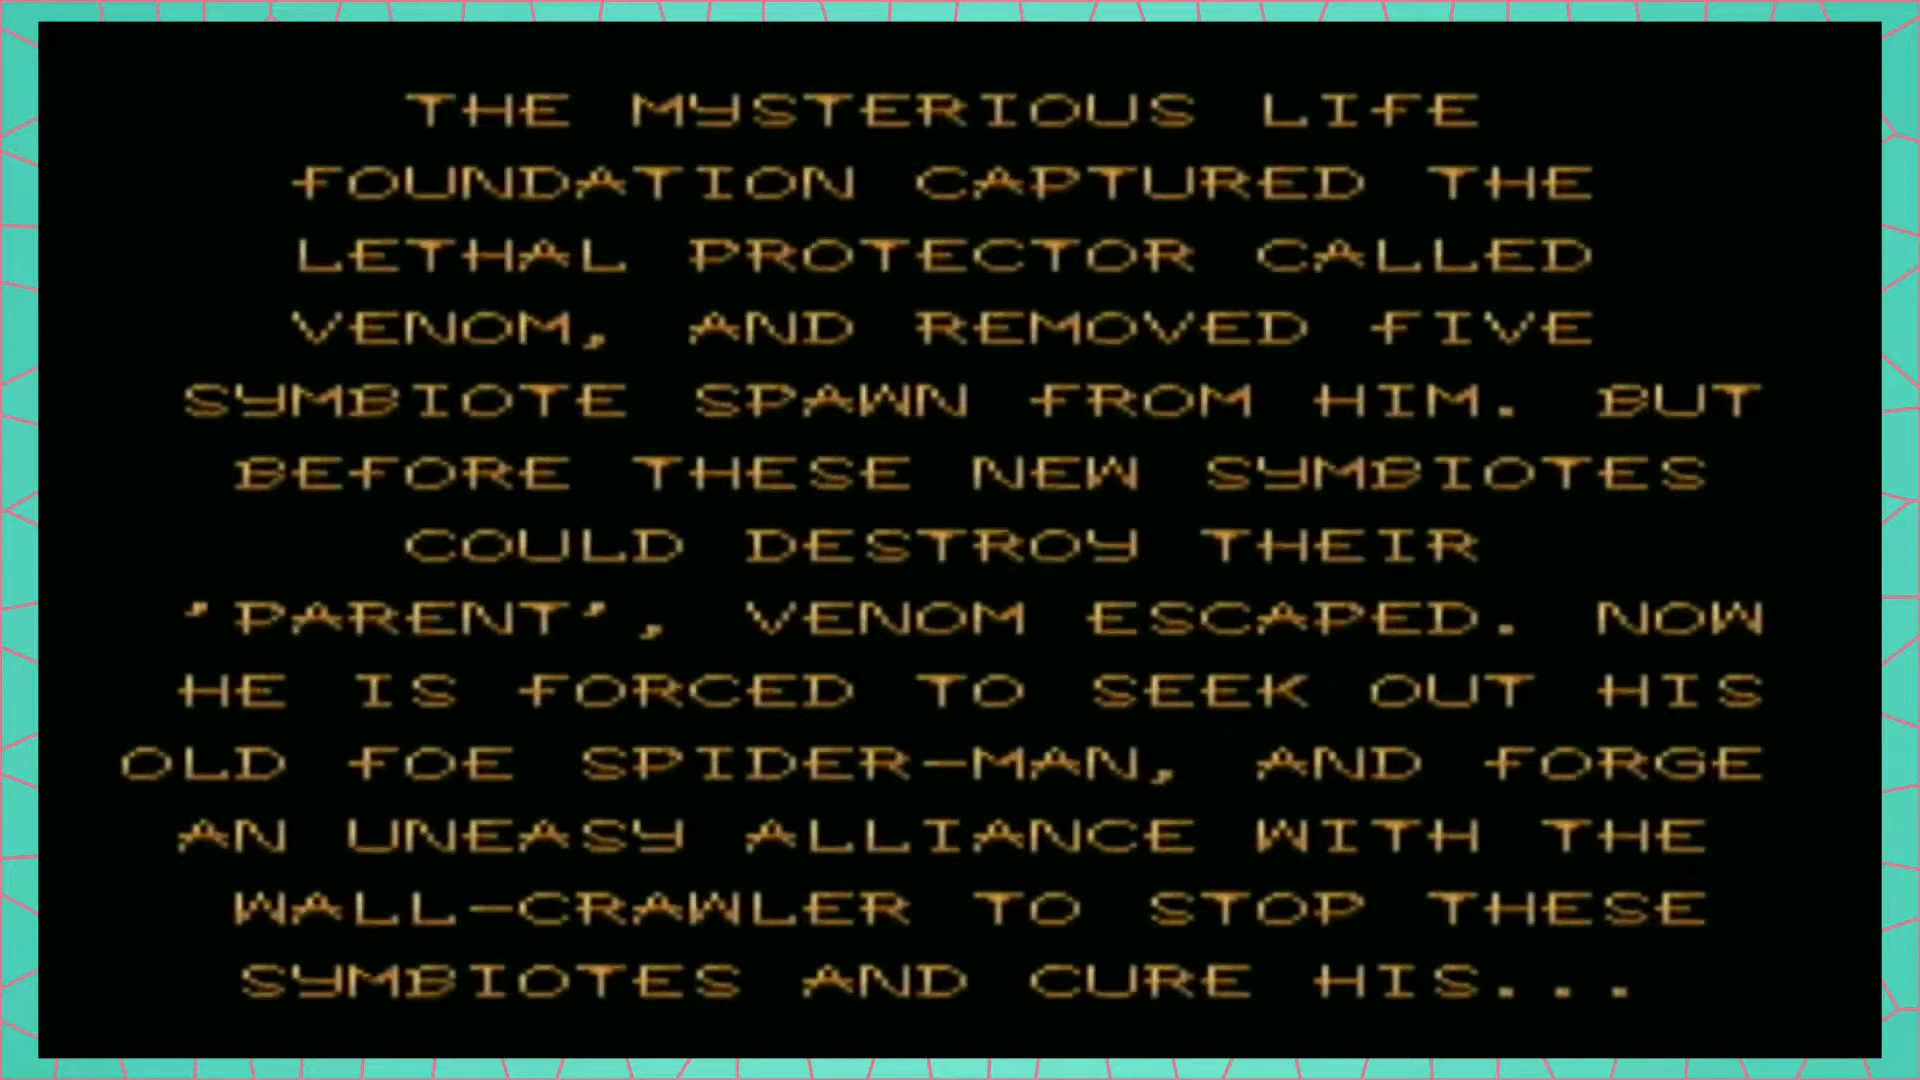 THE MYSTERIOUS LIFE
FOUNDATION CAPTURED THE
LETHAL PROTECTOR CALLED
VENOM, AND REMOVED FIVE
SYMBIOTE SPAWN FROM HIM. BUT
BEFORE THESE NEW SYMBIOTES
COULD DESTROY THEIR
'PARENT', VENOM ESCAPED. NOW
HE IS FORCED TO SEEK OUT HIS
OLD FOE SPIDER-MAN, AND FORGE
AN UNEASY ALLIANCE WITH THE
WALL-CRAWLER TO STOP THESE
SYMBIOTES AND CURE HIS...